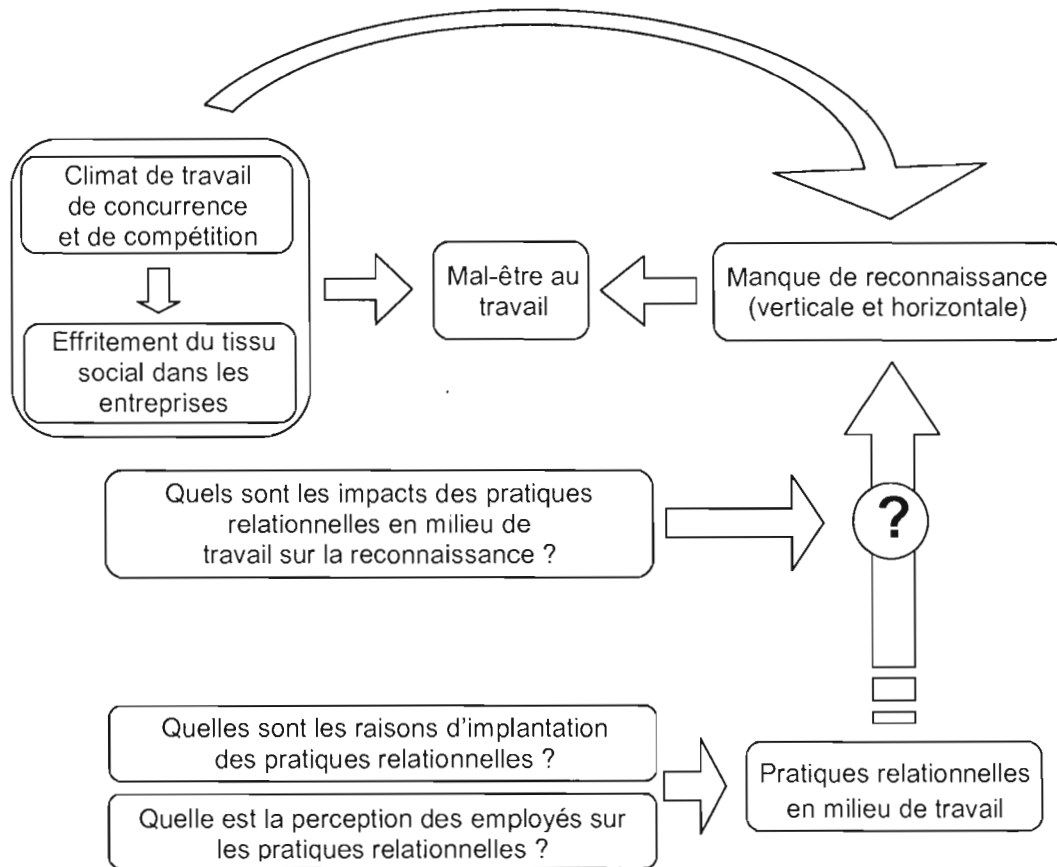 Climat de travail
de concurrence
et de compétition
Effritement du tissu
social dans les
entreprises
Mal-être au
travail
Manque de reconnaissance
(verticale et horizontale)
Quels sont les impacts des pratiques
relationnelles en milieu de
travail sur la reconnaissance ?
?
Quelles sont les raisons d'implantation
des pratiques relationnelles ?
Quelle est la perception des employés sur
les pratiques relationnelles ?
Pratiques relationnelles
en milieu de travail